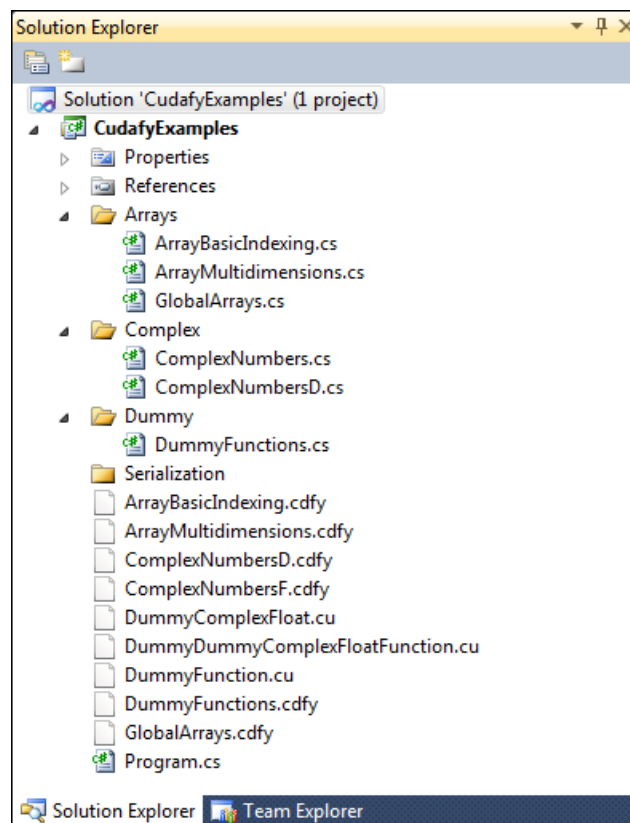 Solution Explorer
Solution 'CudafyExamples' (1 project)
CudafyExamples
Properties
References
Arrays
ArrayBasicIndexing.cs
ArrayMultidimensions.cs
GlobalArrays.cs
Complex
ComplexNumbers.cs
ComplexNumbersD.cs
Dummy
DummyFunctions.cs
Serialization
ArrayBasicIndexing.cdfy
ArrayMultidimensions.cdfy
ComplexNumbersD.cdfy
ComplexNumbersF.cdfy
DummyComplexFloat.cu
DummyDummyComplexFloatFunction.cu
DummyFunction.cu
DummyFunctions.cdfy
GlobalArrays.cdfy
Program.cs
Solution Explorer Team Explorer